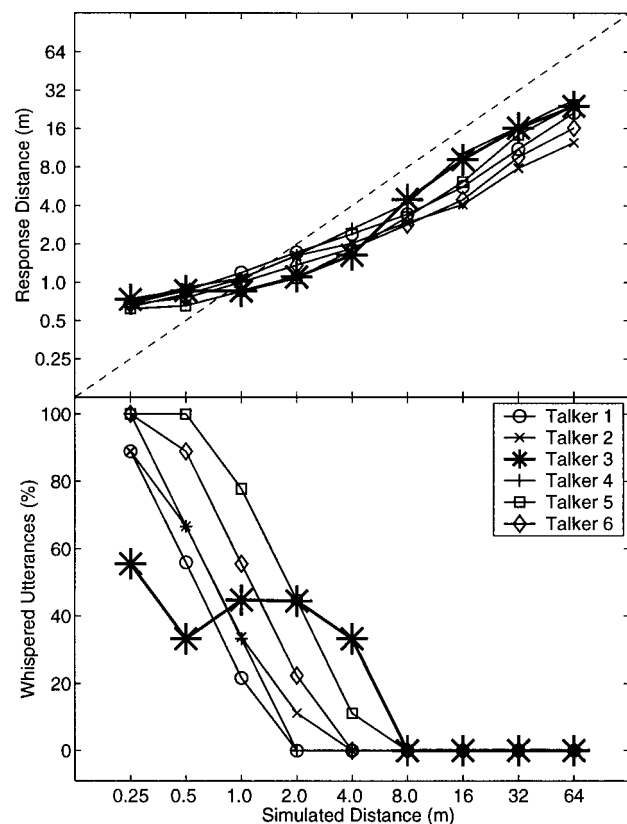 64
32
16
8.0
4.0
2.0
1.0
0.5
0.25
Response Distance (m)
100
80
60
40
20
0
Whispered Utterances (%)
Talker 1
Talker 2
Talker 3
Talker 4
Talker 5
Talker 6
0.25 0.5 1.0 2.0 4.0 8.0 16 32 64
Simulated Distance (m)